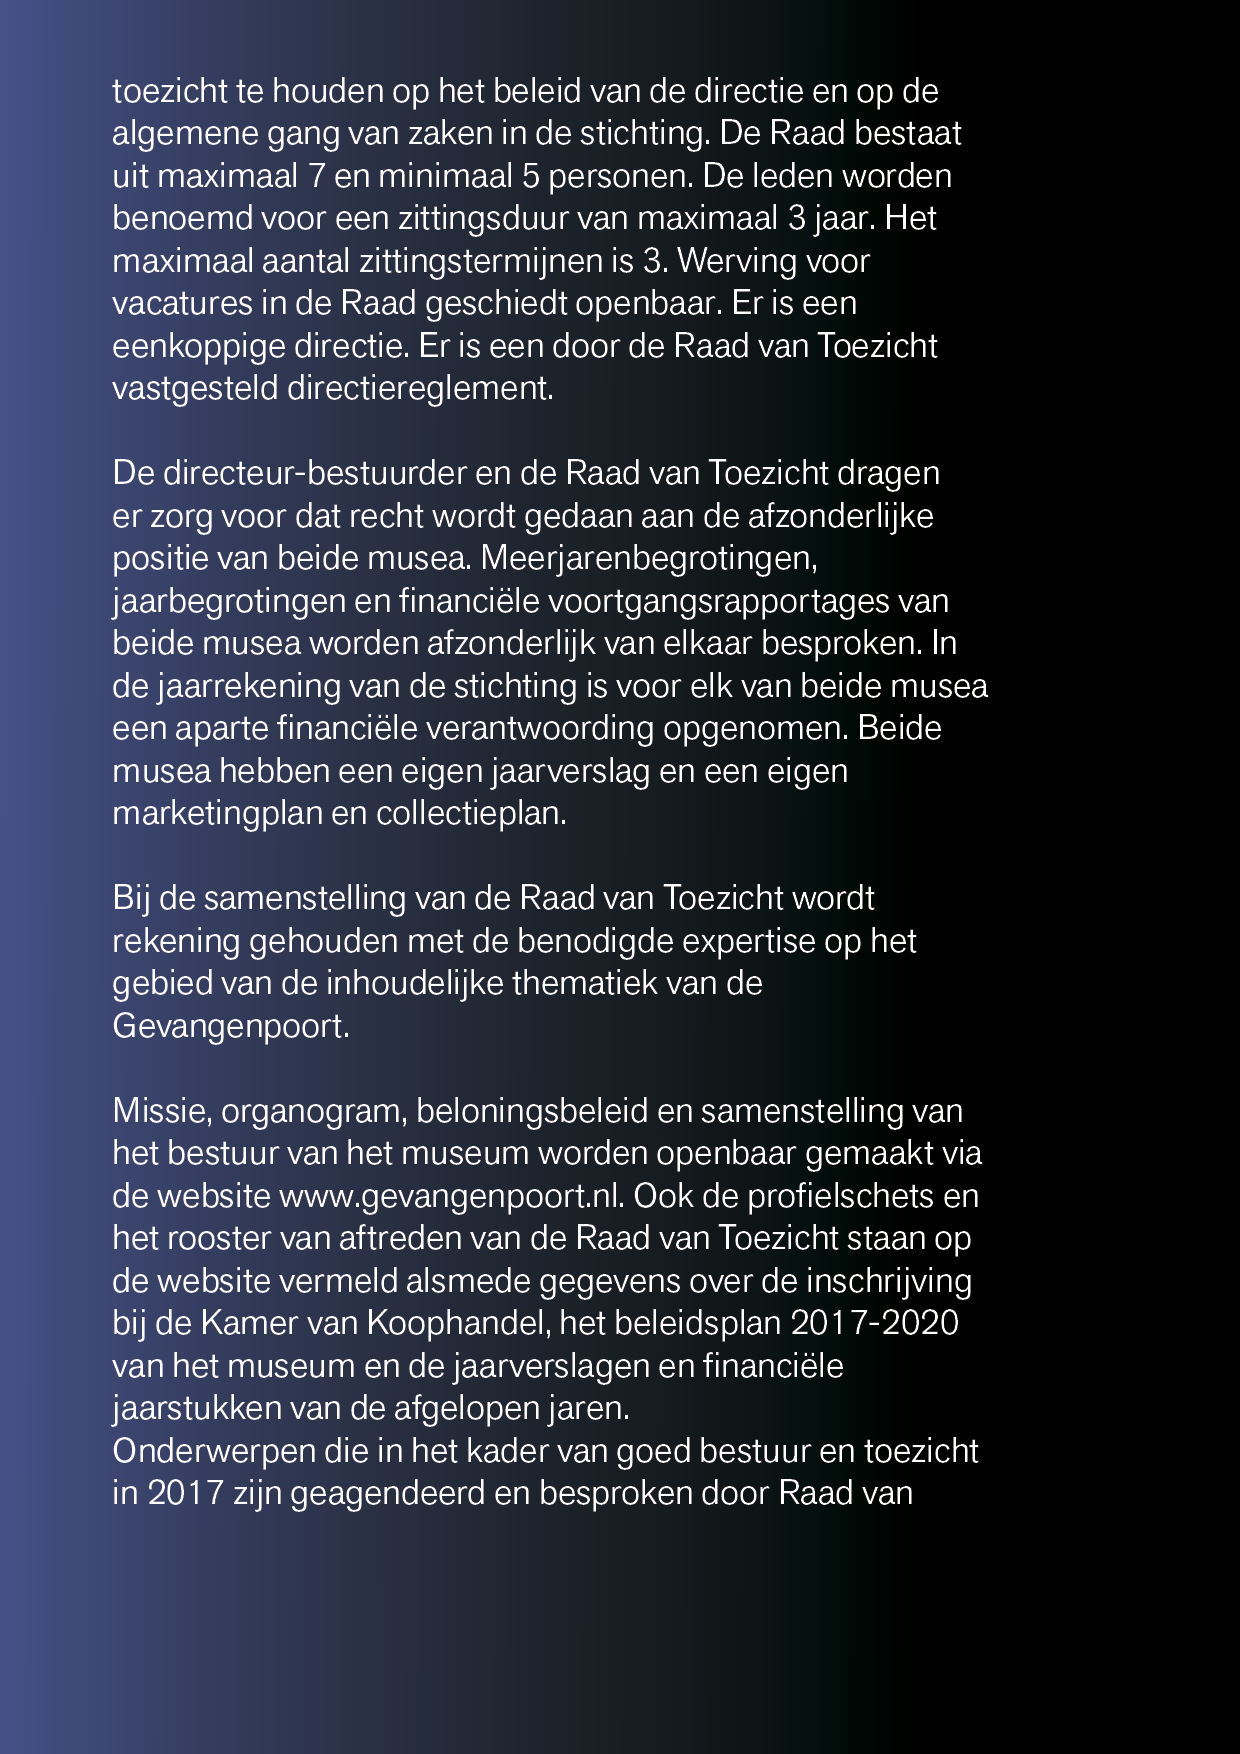 toezicht te houden op het beleid van de directie en op de
algemene gang van zaken in de stichting. De Raad bestaat
uit maximaal 7 en minimaal 5 personen. De leden worden
benoemd voor een zittingsduur van maximaal 3 jaar. Het
maximaal aantal zittingstermijnen is 3. Werving voor
vacatures in de Raad geschiedt openbaar. Er is een
eenkoppige directie. Er is een door de Raad van Toezicht
vastgesteld directiereglement.

De directeur-bestuurder en de Raad van Toezicht dragen
er zorg voor dat recht wordt gedaan aan de afzonderlijke
positie van beide musea. Meerjarenbegrotingen,
jaarbegrotingen en financiële voortgangsrapportages van
beide musea worden afzonderlijk van elkaar besproken. In
de jaarrekening van de stichting is voor elk van beide musea
een aparte financiële verantwoording opgenomen. Beide
musea hebben een eigen jaarverslag en een eigen
marketingplan en collectieplan.

Bij de samenstelling van de Raad van Toezicht wordt
rekening gehouden met de benodigde expertise op het
gebied van de inhoudelijke thematiek van de
Gevangenpoort.

Missie, organogram, beloningsbeleid en samenstelling van
het bestuur van het museum worden openbaar gemaakt via
de website www.gevangenpoort.nl. Ook de profielschets en
het rooster van aftreden van de Raad van Toezicht staan op
de website vermeld alsmede gegevens over de inschrijving
bij de Kamer van Koophandel, het beleidsplan 2017-2020
van het museum en de jaarverslagen en financiële
jaarstukken van de afgelopen jaren.
Onderwerpen die in het kader van goed bestuur en toezicht
in 2017 zijn geagendeerd en besproken door Raad van